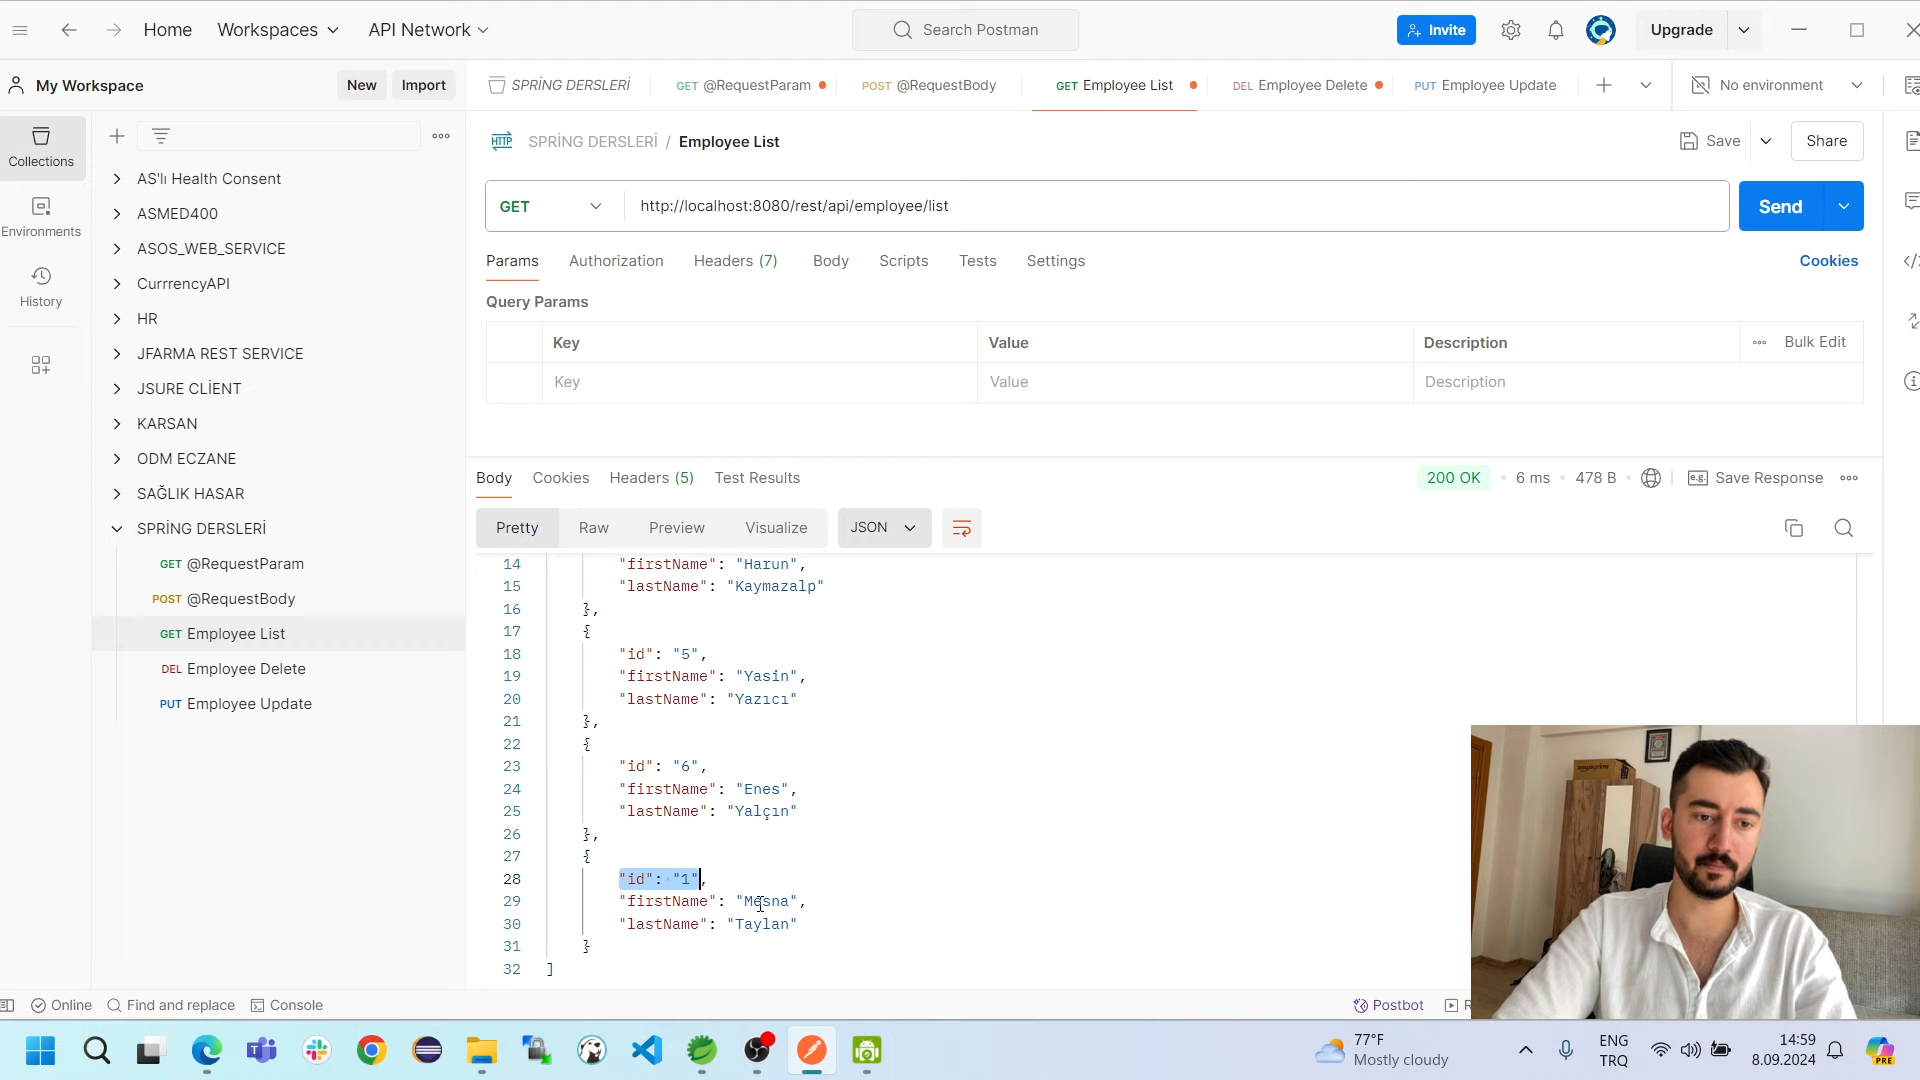 Home
Workspaces
API Network
Search Postman
Invite
Upgrade
My Workspace
New
Import
SPRİNG DERSLERİ
GET @RequestParam
POST @RequestBody
GET Employee List
DEL Employee Delete
PUT Employee Update
No environment
Collections
Environments
History
AS'lı Health Consent
ASMED400
ASOS_WEB_SERVICE
CurrrencyAPI
HR
JFARMA REST SERVICE
JSURE CLİENT
KARSAN
ODM ECZANE
SAĞLIK HASAR
SPRİNG DERSLERİ
GET @RequestParam
POST @RequestBody
GET Employee List
DEL Employee Delete
PUT Employee Update
HTTP SPRİNG DERSLERİ / Employee List
Save
Share
GET
http://localhost:8080/rest/api/employee/list
Send
Params
Authorization
Headers (7)
Body
Scripts
Tests
Settings
Cookies
Query Params
Key
Value
Description
Bulk Edit
Key
Value
Description
Body
Cookies
Headers (5)
Test Results
200 OK
6 ms
478 B
e.g. Save Response
Pretty
Raw
Preview
Visualize
JSON
14 "firstName": "Harun",
15 "lastName": "Kaymazalp"
16 },
17 {
18 "id": "5",
19 "firstName": "Yasin",
20 "lastName": "Yazıcı"
21 },
22 {
23 "id": "6",
24 "firstName": "Enes",
25 "lastName": "Yalçın"
26 },
27 {
28 "id": "1",
29 "firstName": "Mesna",
30 "lastName": "Taylan"
31 }
32 ]
Online
Find and replace
Console
Postbot
77°F
Mostly cloudy
ENG
TRQ
14:59
8.09.2024
PRE